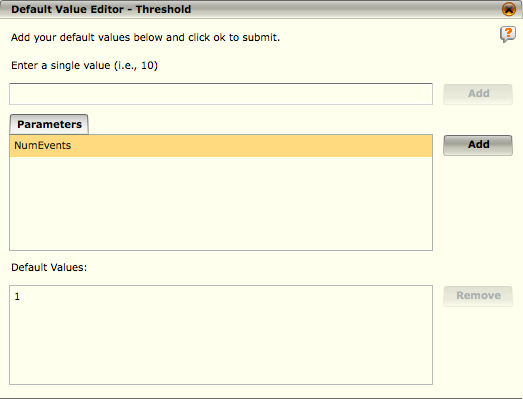 Default Value Editor - Threshold
Add your default values below and click ok to submit.
?
Enter a single value (i.e., 10)
Add
Parameters
NumEvents
Add
Default Values:
1
Remove